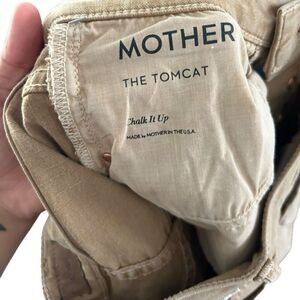 MOTHER
THE TOMCAT
Chalk It Up
MADE by MOTHER IN THE U.S.A.